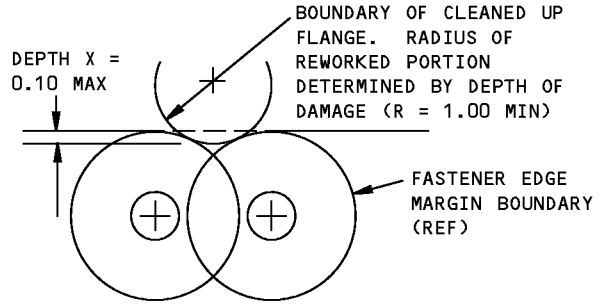 BOUNDARY OF CLEANED UP
FLANGE. RADIUS OF
REWORKED PORTION
DETERMINED BY DEPTH OF
DAMAGE (R = 1.00 MIN)
DEPTH X =
0.10 MAX
FASTENER EDGE
MARGIN BOUNDARY
(REF)